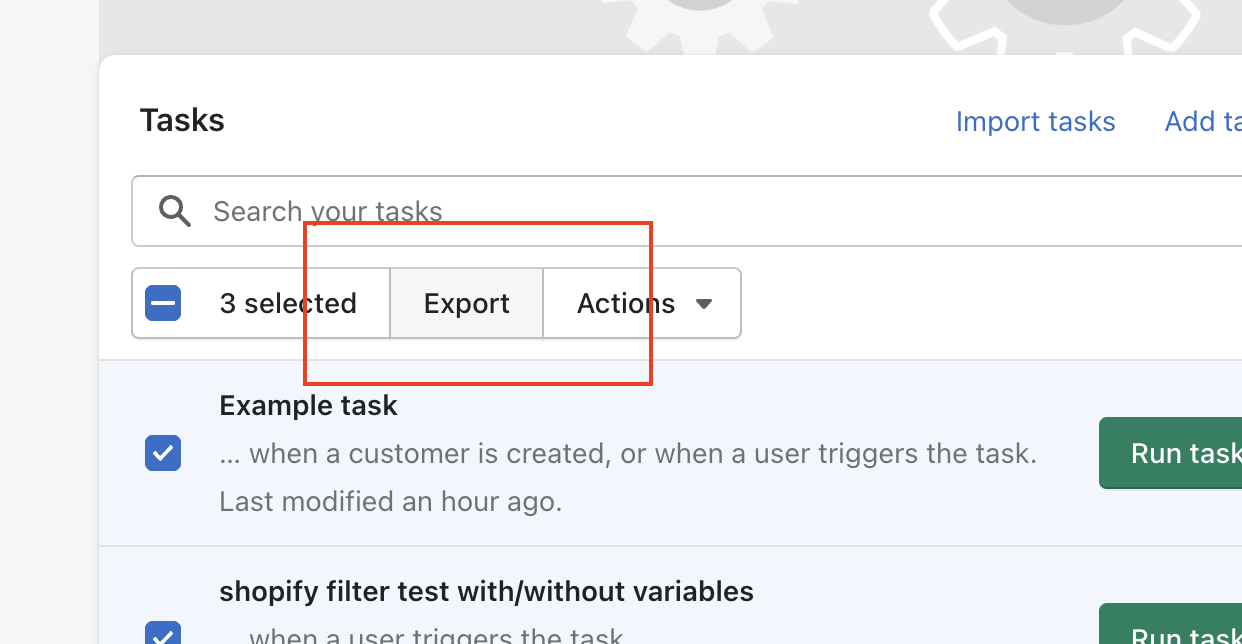 Tasks
Import tasks
Add ta
Search your tasks
3 selected
Export
Actions
Example task
... when a customer is created, or when a user triggers the task.
Last modified an hour ago.
Run task
shopify filter test with/without variables
... when a user triggers the task.
Run task